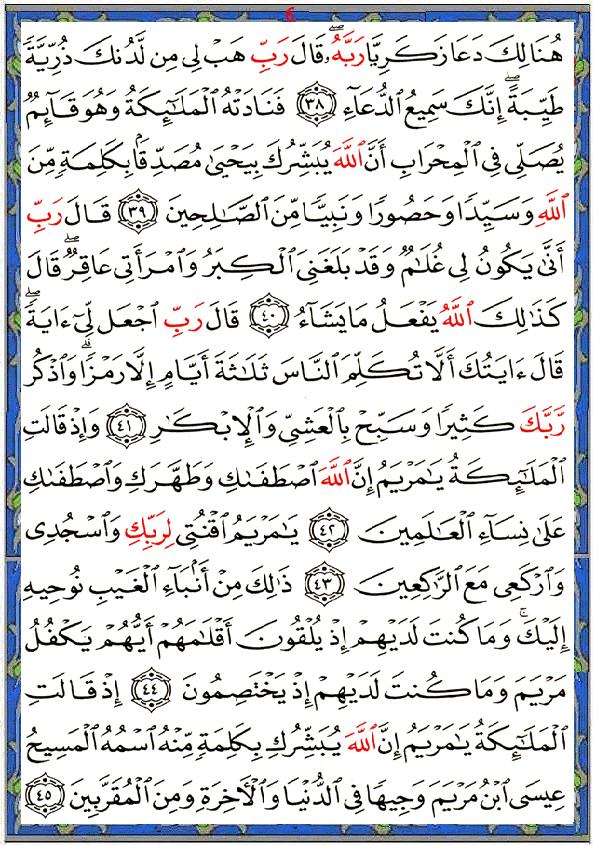 6
هُنَالِكَ دَعَا زَكَرِيَّا رَبَّهُۥۖ قَالَ رَبِّ هَبۡ لِى مِن لَّدُنكَ ذُرِّيَّةً
طَيِّبَةًۖ إِنَّكَ سَمِيعُ ٱلدُّعَآءِ ٣٨ فَنَادَتۡهُ ٱلۡمَلَـٰٓئِكَةُ وَهُوَ قَآئِمٌ
يُصَلِّى فِى ٱلۡمِحۡرَابِ أَنَّ ٱللَّهَ يُبَشِّرُكَ بِيَحۡيَىٰ مُصَدِّقَۢا بِكَلِمَةٍ مِّنَ
ٱللَّهِ وَسَيِّدًا وَحَصُورًا وَنَبِيًّا مِّنَ ٱلصَّـٰلِحِينَ ٣٩ قَالَ رَبِّ
أَنَّىٰ يَكُونُ لِى غُلَـٰمٌ وَقَدۡ بَلَغَنِىَ ٱلۡكِبَرُ وَٱمۡرَأَتِى عَاقِرٌۖ قَالَ
كَذَٰلِكَ ٱللَّهُ يَفۡعَلُ مَا يَشَآءُ ٤٠ قَالَ رَبِّ ٱجۡعَل لِّىٓ ءَايَةًۖ
قَالَ ءَايَتُكَ أَلَّا تُكَلِّمَ ٱلنَّاسَ ثَلَـٰثَةَ أَيَّامٍ إِلَّا رَمۡزًاۗ وَٱذۡكُر
رَّبَّكَ كَثِيرًا وَسَبِّحۡ بِٱلۡعَشِىِّ وَٱلۡإِبۡكَـٰرِ ٤١ وَإِذۡ قَالَتِ
ٱلۡمَلَـٰٓئِكَةُ يَـٰمَرۡيَمُ إِنَّ ٱللَّهَ ٱصۡطَفَىٰكِ وَطَهَّرَكِ وَٱصۡطَفَىٰكِ
عَلَىٰ نِسَآءِ ٱلۡعَـٰلَمِينَ ٤٢ يَـٰمَرۡيَمُ ٱقۡنُتِى لِرَبِّكِ وَٱسۡجُدِى
وَٱرۡكَعِى مَعَ ٱلرَّٰكِعِينَ ٤٣ ذَٰلِكَ مِنۡ أَنۢبَآءِ ٱلۡغَيۡبِ نُوحِيهِ
إِلَيۡكَۚ وَمَا كُنتَ لَدَيۡهِمۡ إِذۡ يُلۡقُونَ أَقۡلَـٰمَهُمۡ أَيُّهُمۡ يَكۡفُلُ
مَرۡيَمَ وَمَا كُنتَ لَدَيۡهِمۡ إِذۡ يَخۡتَصِمُونَ ٤٤ إِذۡ قَالَتِ
ٱلۡمَلَـٰٓئِكَةُ يَـٰمَرۡيَمُ إِنَّ ٱللَّهَ يُبَشِّرُكِ بِكَلِمَةٍ مِّنۡهُ ٱسۡمُهُ ٱلۡمَسِيحُ
عِيسَى ٱبۡنُ مَرۡيَمَ وَجِيهًا فِى ٱلدُّنۡيَا وَٱلۡأٓخِرَةِ وَمِنَ ٱلۡمُقَرَّبِينَ ٤٥